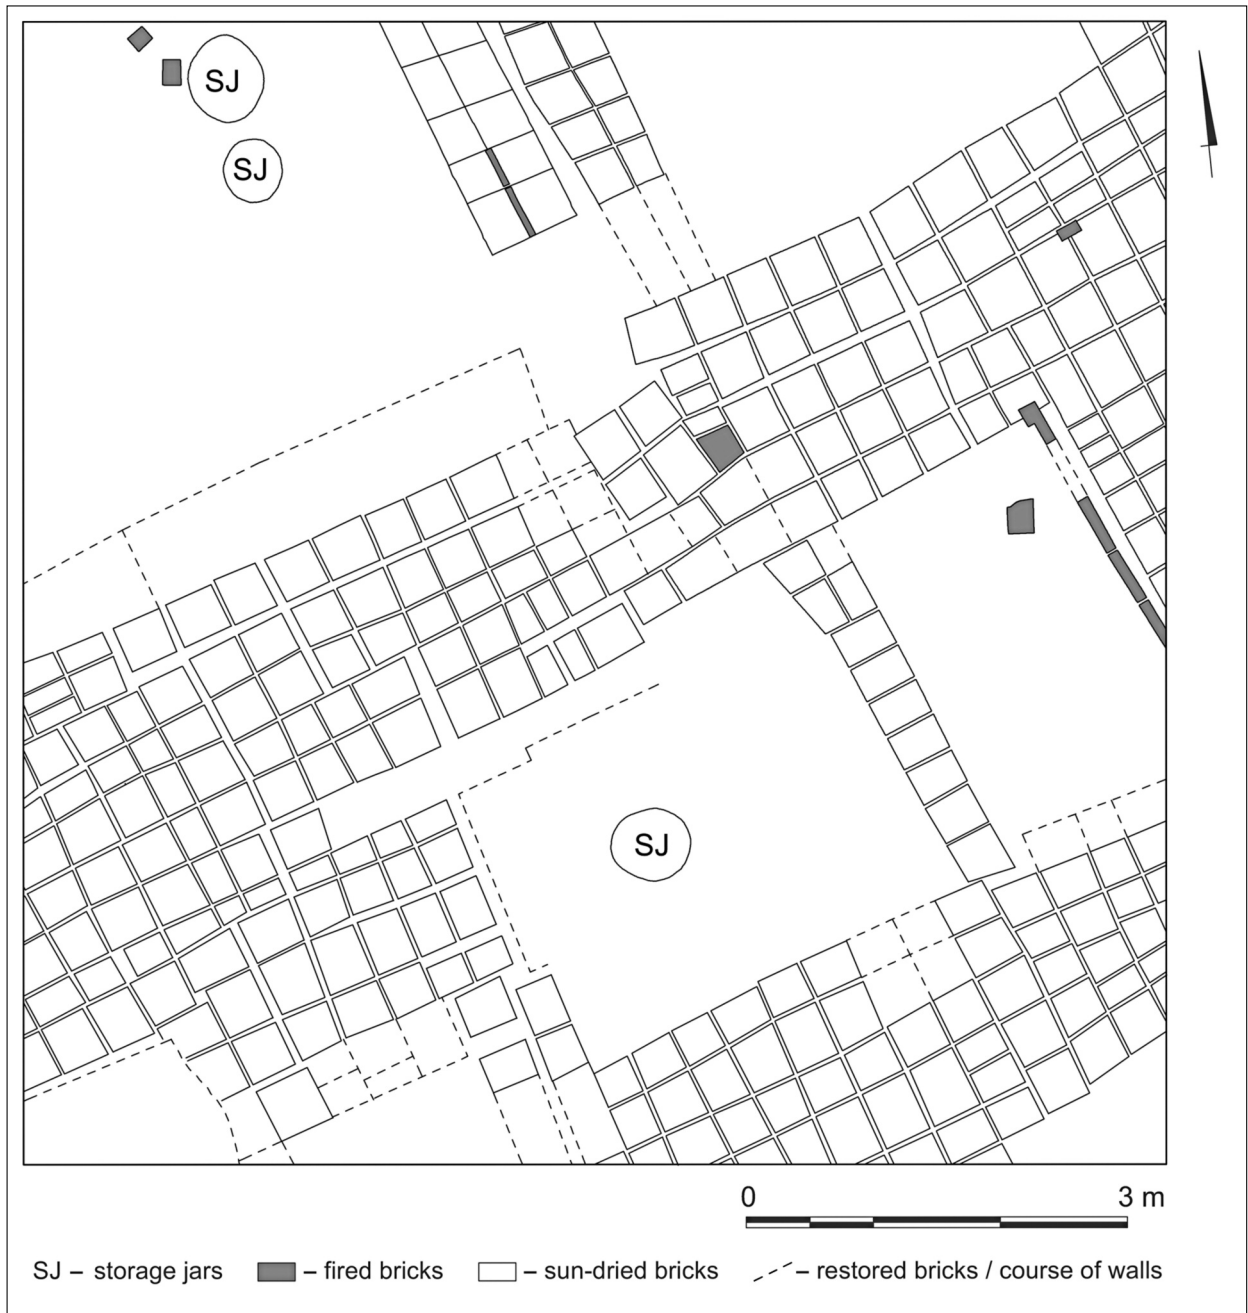 SJ
SJ
SJ
0 3 m
SJ – storage jars – fired bricks – sun-dried bricks – restored bricks / course of walls